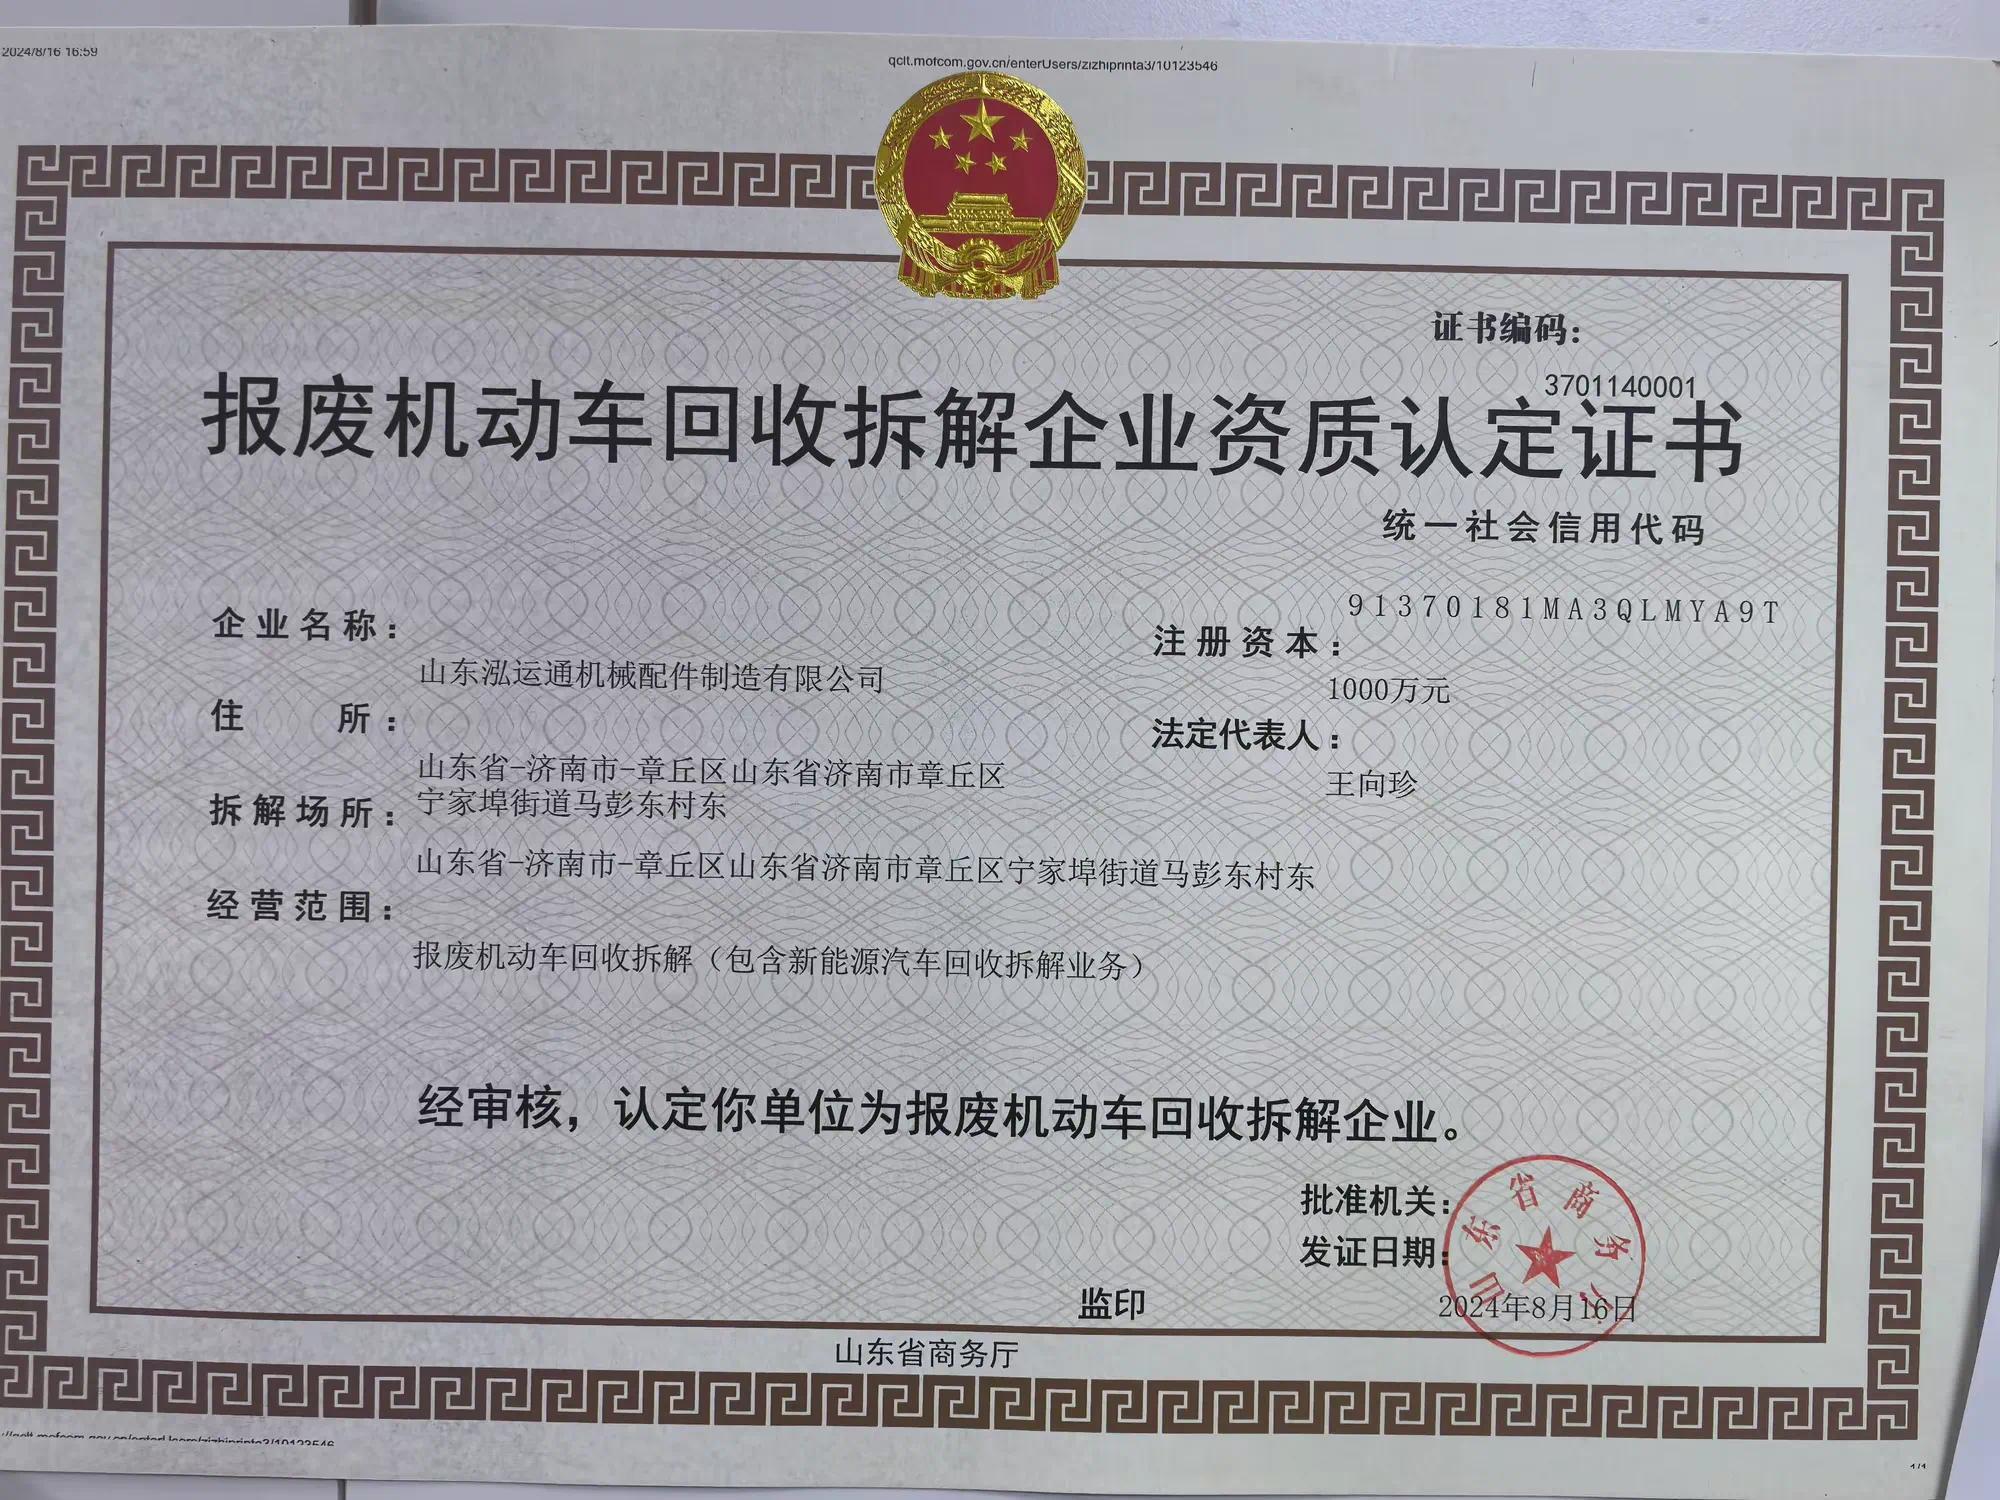 2024/8/16 16:59
qclt.mofcom.gov.cn/enterUsers/zizhiprinta3/10123546
证书编码：
3701140001
报废机动车回收拆解企业资质认定证书
统一社会信用代码
91370181MA3QLMYA9T
企业名称：
山东泓运通机械配件制造有限公司
注册资本：
1000万元
住 所：
山东省-济南市-章丘区山东省济南市章丘区
宁家埠街道马彭东村东
法定代表人：
王向珍
拆解场所：
山东省-济南市-章丘区山东省济南市章丘区宁家埠街道马彭东村东
经营范围：
报废机动车回收拆解（包含新能源汽车回收拆解业务）
经审核，认定你单位为报废机动车回收拆解企业。
批准机关：
发证日期：
山东省商务厅
2024年8月16日
监印
山东省商务厅
1/1